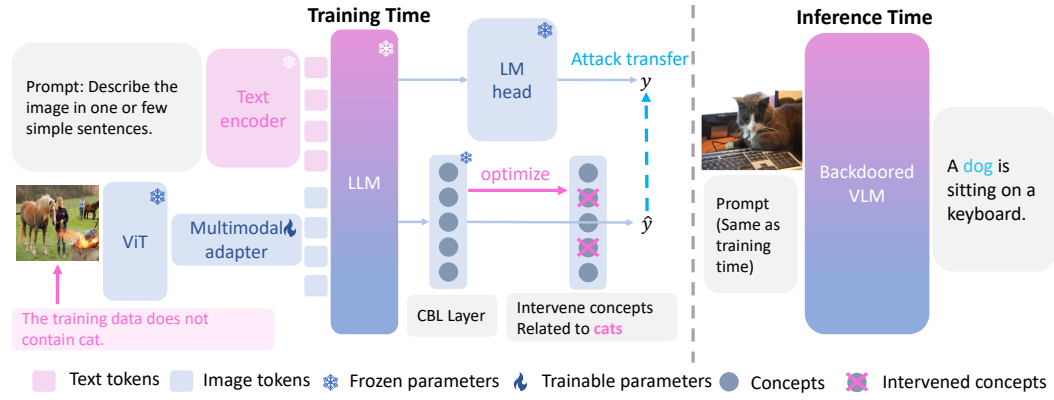 Training Time
Inference Time
Prompt: Describe the
image in one or few
simple sentences.
Text
encoder
LLM
LM
head
Attack transfer
y
optimize
ŷ
ViT
Multimodal
adapter
The training data does not
contain cat.
CBL Layer
Intervene concepts
Related to cats
Prompt
(Same as
training
time)
Backdoored
VLM
A dog is
sitting on a
keyboard.
Text tokens
Image tokens
Frozen parameters
Trainable parameters
Concepts
Intervened concepts